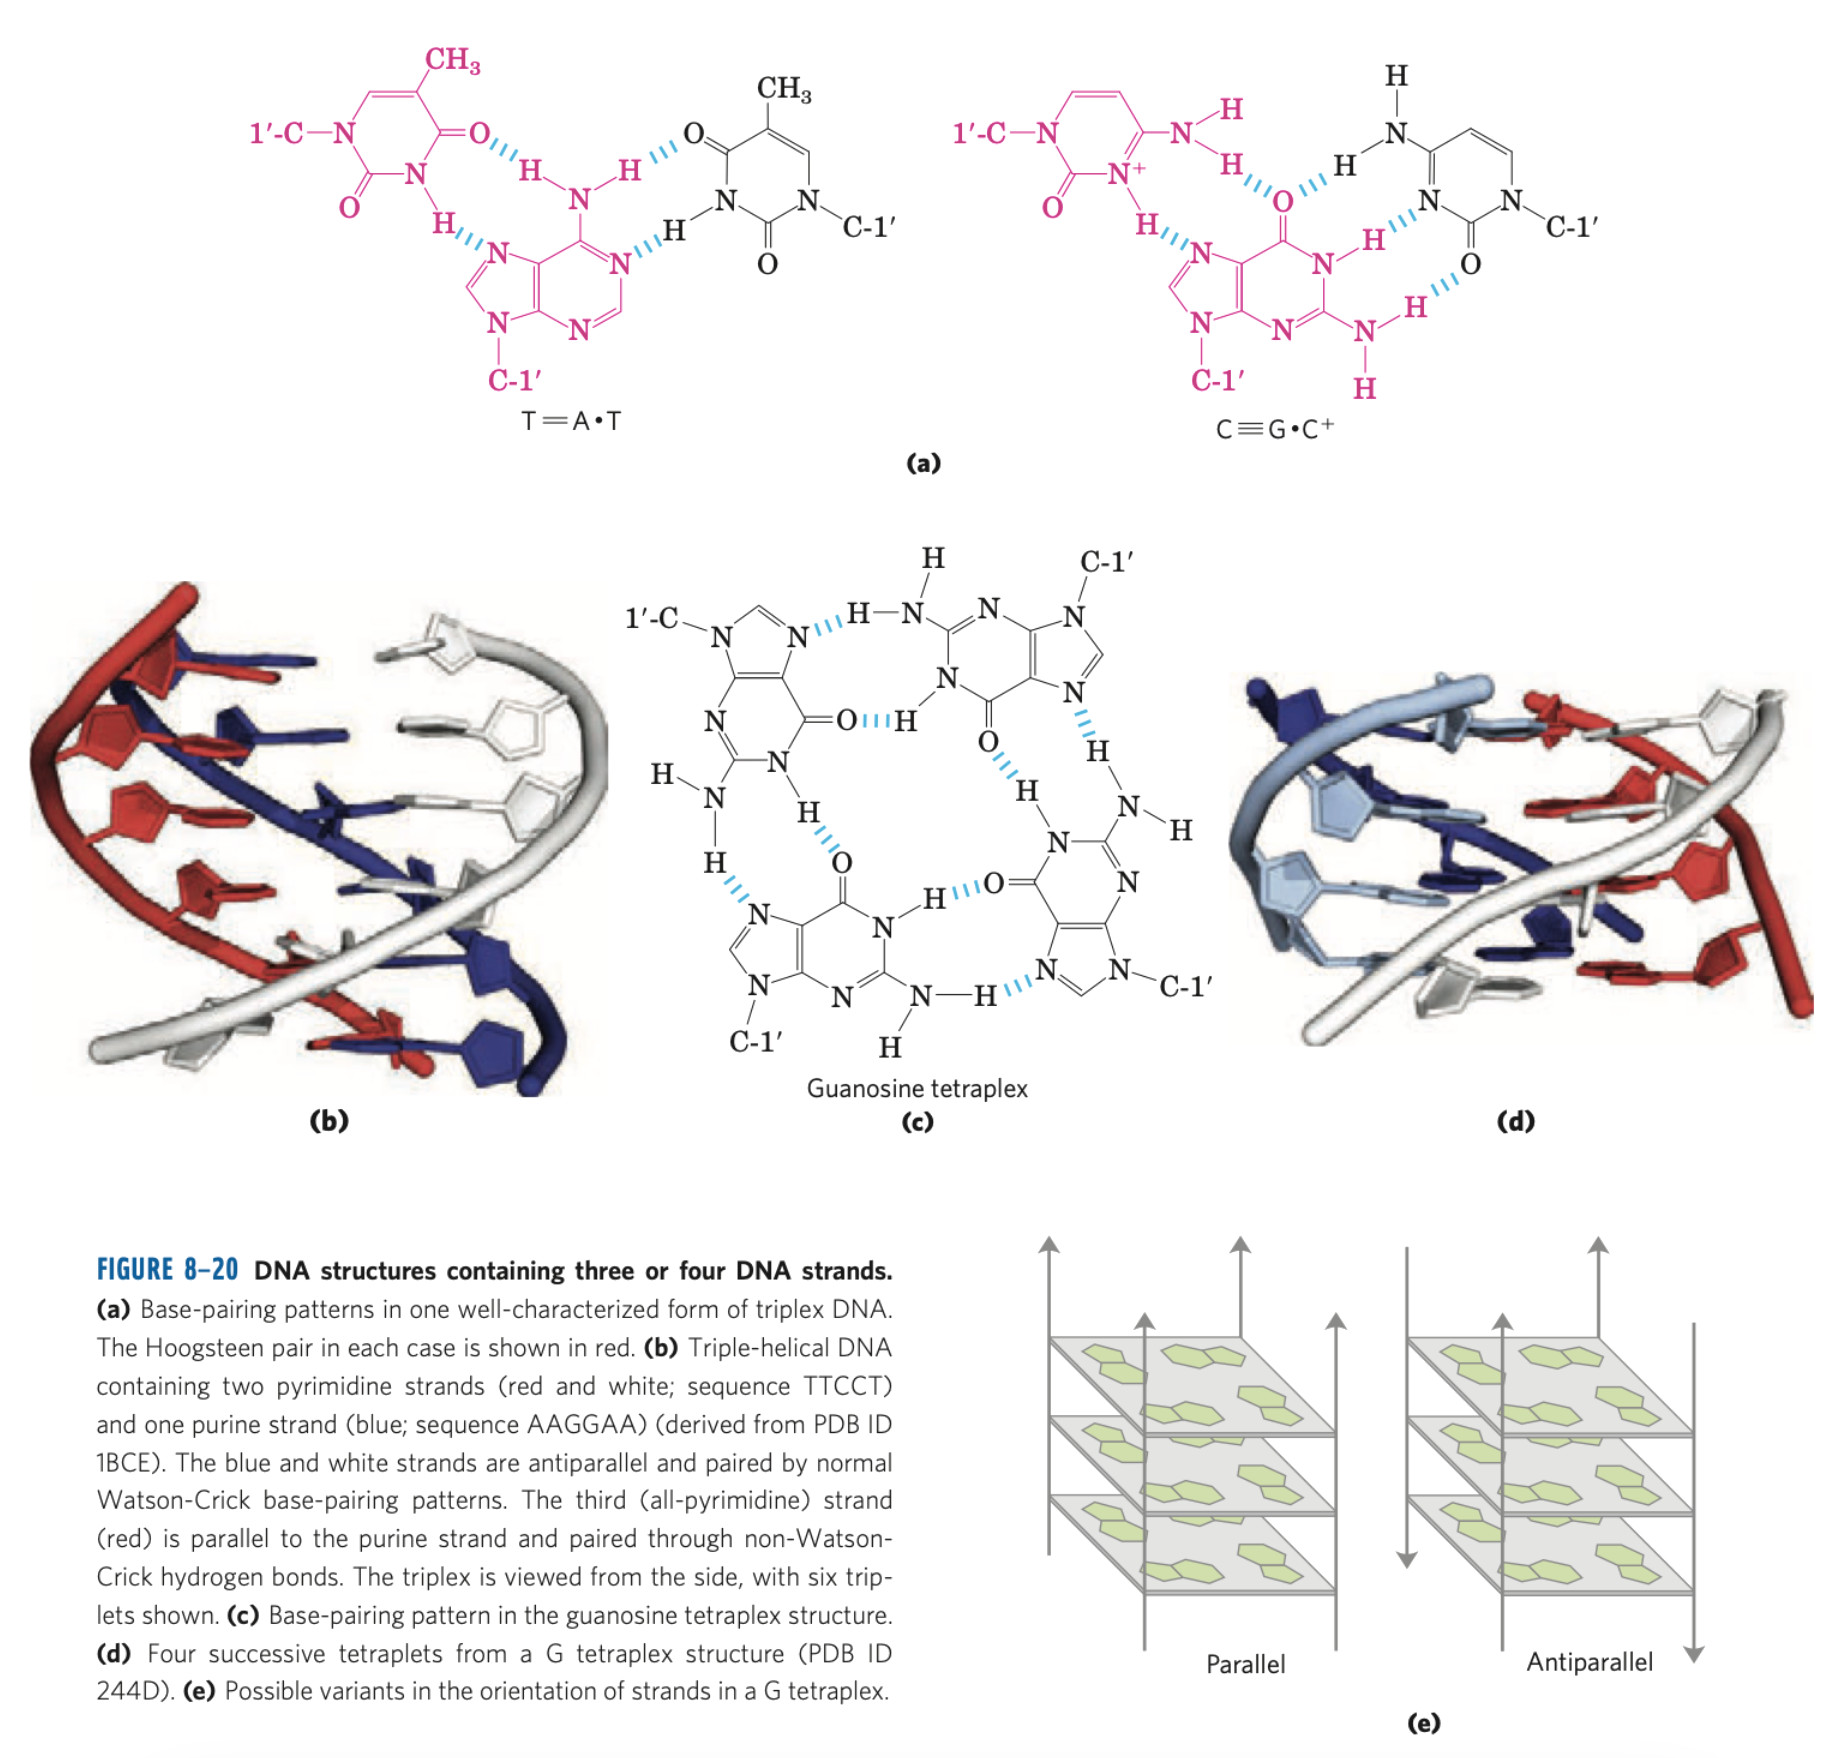 CH₃
CH₃
1′-C
N
O
H
H
O
O
N
N
N
H
N
H
H
C-1′
O
N
N
O
N
N
C-1′
T═A•T
H
H
1′-C
N
N
H
N
H
O
N⁺
O
H
N
N
C-1′
H
N
H
N
O
H
N
N
N
C-1′
H
C≡G•C⁺
(a)
H
C-1′
1′-C
N
N
H
N
N
N
N
N
N
O
H
O
H
N
H
N
H
H
H
N
H
H
O
N
N
N
H
O
N
N
N
N
N
C-1′
N
H
C-1′
H
Guanosine tetraplex
(b)
(c)
(d)
FIGURE 8–20 DNA structures containing three or four DNA strands.
(a) Base-pairing patterns in one well-characterized form of triplex DNA.
The Hoogsteen pair in each case is shown in red. (b) Triple-helical DNA
containing two pyrimidine strands (red and white; sequence TTCCT)
and one purine strand (blue; sequence AAGGAA) (derived from PDB ID
1BCE). The blue and white strands are antiparallel and paired by normal
Watson-Crick base-pairing patterns. The third (all-pyrimidine) strand
(red) is parallel to the purine strand and paired through non-Watson-
Crick hydrogen bonds. The triplex is viewed from the side, with six trip-
lets shown. (c) Base-pairing pattern in the guanosine tetraplex structure.
(d) Four successive tetraplets from a G tetraplex structure (PDB ID
244D). (e) Possible variants in the orientation of strands in a G tetraplex.
Parallel
Antiparallel
(e)